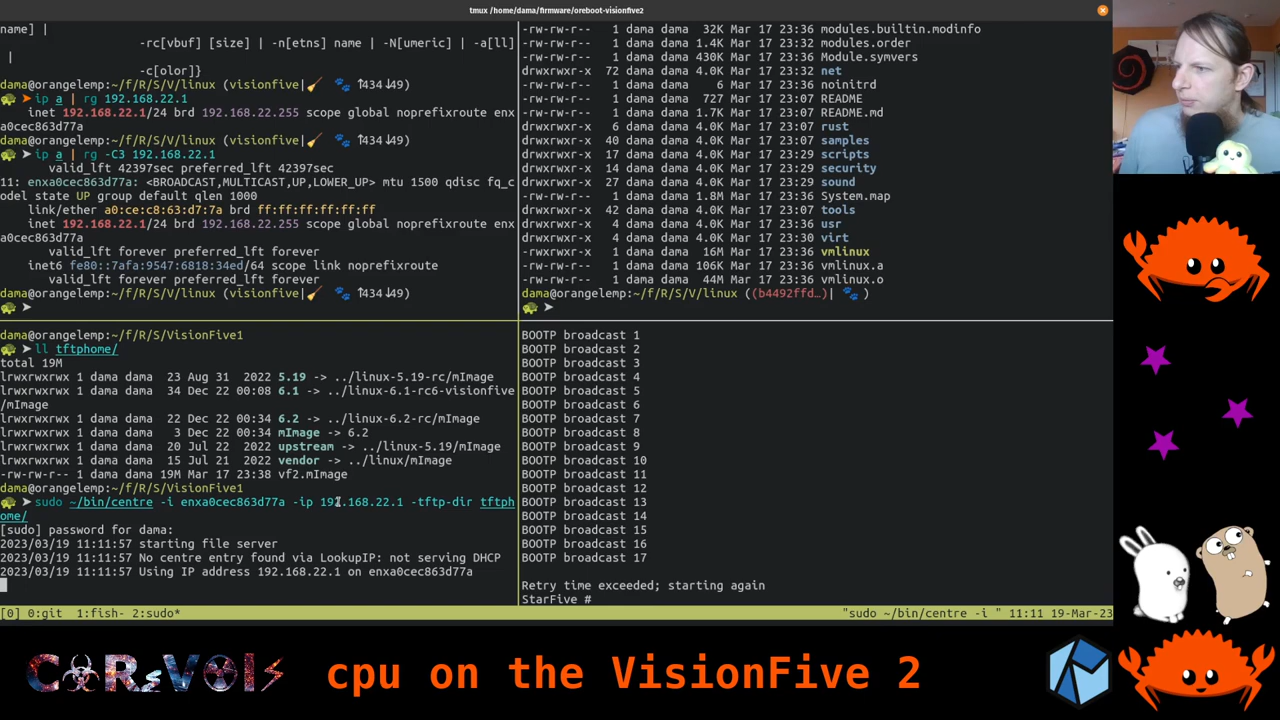 tmux /home/dama/firmware/oreboot-visionfive2
name] |
-rc[vbuf] [size] | -n[etns] name | -N[umeric] | -a[ll]
|
-c[olor]}
dama@orangelemp:~/f/R/S/V/linux (visionfive|🧹 🐾 ↑434↓49)
🐢 ➤ ip a | rg 192.168.22.1
inet 192.168.22.1/24 brd 192.168.22.255 scope global noprefixroute enx
a0cec863d77a
dama@orangelemp:~/f/R/S/V/linux (visionfive|🧹 🐾 ↑434↓49)
🐢 ➤ ip a | rg -C3 192.168.22.1
valid_lft 42397sec preferred_lft 42397sec
11: enxa0cec863d77a: <BROADCAST,MULTICAST,UP,LOWER_UP> mtu 1500 qdisc fq_c
odel state UP group default qlen 1000
link/ether a0:ce:c8:63:d7:7a brd ff:ff:ff:ff:ff:ff
inet 192.168.22.1/24 brd 192.168.22.255 scope global noprefixroute enx
a0cec863d77a
valid_lft forever preferred_lft forever
inet6 fe80::7afa:9547:6818:34ed/64 scope link noprefixroute
valid_lft forever preferred_lft forever
dama@orangelemp:~/f/R/S/V/linux (visionfive|🧹 🐾 ↑434↓49)
🐢 ➤
-rw-rw-r-- 1 dama dama 32K Mar 17 23:36 modules.builtin.modinfo
-rw-rw-r-- 1 dama dama 1.4K Mar 17 23:36 modules.order
-rw-rw-r-- 1 dama dama 430K Mar 17 23:36 Module.symvers
drwxrwxr-x 72 dama dama 4.0K Mar 17 23:32 net
-rw-rw-r-- 1 dama dama 6 Mar 17 23:36 noinitrd
-rw-rw-r-- 1 dama dama 727 Mar 17 23:07 README
-rw-rw-r-- 1 dama dama 1.7K Mar 17 23:07 README.md
drwxrwxr-x 6 dama dama 4.0K Mar 17 23:07 rust
drwxrwxr-x 40 dama dama 4.0K Mar 17 23:07 samples
drwxrwxr-x 17 dama dama 4.0K Mar 17 23:29 scripts
drwxrwxr-x 14 dama dama 4.0K Mar 17 23:29 security
drwxrwxr-x 27 dama dama 4.0K Mar 17 23:29 sound
-rw-rw-r-- 1 dama dama 1.8M Mar 17 23:36 System.map
drwxrwxr-x 42 dama dama 4.0K Mar 17 23:07 tools
drwxrwxr-x 4 dama dama 4.0K Mar 17 23:07 usr
drwxrwxr-x 4 dama dama 4.0K Mar 17 23:30 virt
-rwxrwxr-x 1 dama dama 16M Mar 17 23:36 vmlinux
-rw-rw-r-- 1 dama dama 106K Mar 17 23:36 vmlinux.a
-rw-rw-r-- 1 dama dama 44M Mar 17 23:36 vmlinux.o
dama@orangelemp:~/f/R/S/V/linux ((b4492ffd…)| 🐾 )
🐢 ➤
dama@orangelemp:~/f/R/S/VisionFive1
🐢 ➤ ll tftphome/
total 19M
lrwxrwxrwx 1 dama dama 23 Aug 31 2022 5.19 -> ../linux-5.19-rc/mImage
lrwxrwxrwx 1 dama dama 34 Dec 22 00:08 6.1 -> ../linux-6.1-rc6-visionfive
/mImage
lrwxrwxrwx 1 dama dama 22 Dec 22 00:34 6.2 -> ../linux-6.2-rc/mImage
lrwxrwxrwx 1 dama dama 3 Dec 22 00:34 mImage -> 6.2
lrwxrwxrwx 1 dama dama 20 Jul 22 2022 upstream -> ../linux-5.19/mImage
lrwxrwxrwx 1 dama dama 15 Jul 21 2022 vendor -> ../linux/mImage
-rw-rw-r-- 1 dama dama 19M Mar 17 23:38 vf2.mImage
dama@orangelemp:~/f/R/S/VisionFive1
🐢 ➤ sudo ~/bin/centre -i enxa0cec863d77a -ip 192.168.22.1 -tftp-dir tftph
ome/
[sudo] password for dama:
2023/03/19 11:11:57 starting file server
2023/03/19 11:11:57 No centre entry found via LookupIP: not serving DHCP
2023/03/19 11:11:57 Using IP address 192.168.22.1 on enxa0cec863d77a
BOOTP broadcast 1
BOOTP broadcast 2
BOOTP broadcast 3
BOOTP broadcast 4
BOOTP broadcast 5
BOOTP broadcast 6
BOOTP broadcast 7
BOOTP broadcast 8
BOOTP broadcast 9
BOOTP broadcast 10
BOOTP broadcast 11
BOOTP broadcast 12
BOOTP broadcast 13
BOOTP broadcast 14
BOOTP broadcast 15
BOOTP broadcast 16
BOOTP broadcast 17
Retry time exceeded; starting again
StarFive #
[0] 0:git 1:fish- 2:sudo* "sudo ~/bin/centre -i " 11:11 19-Mar-23
cpu on the VisionFive 2